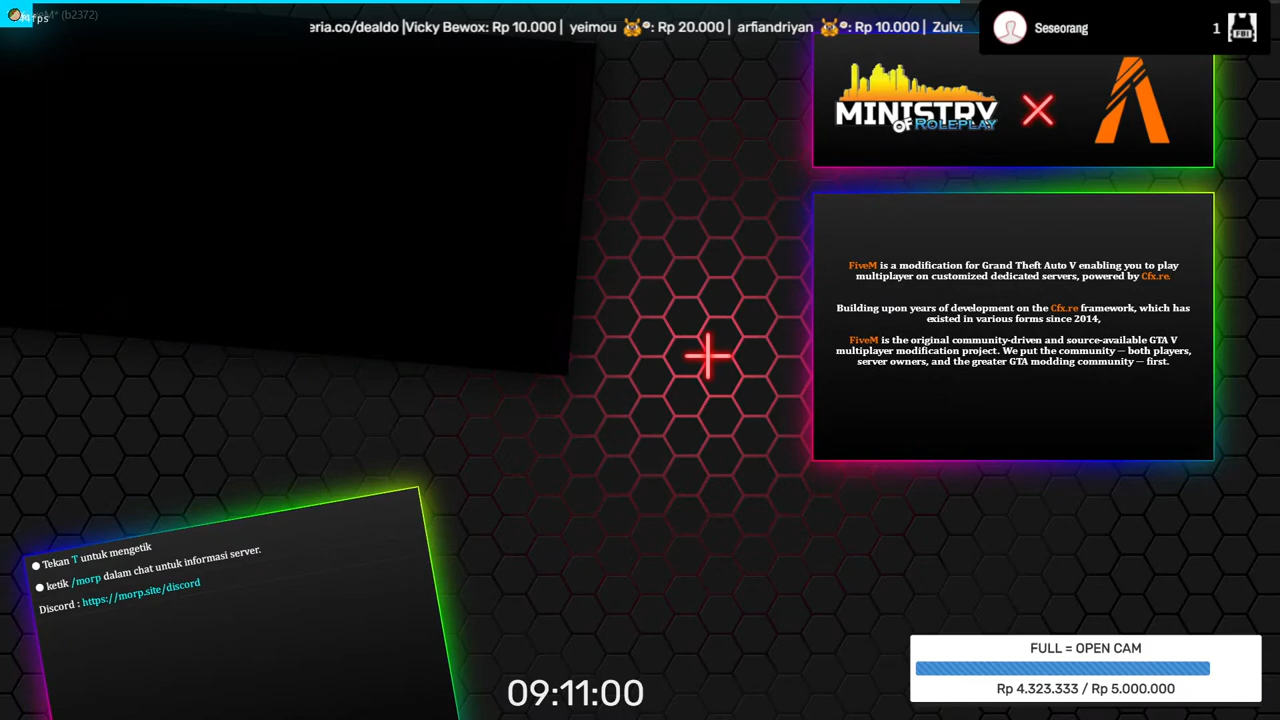 FiveM* (b2372)
fps
eria.co/dealdo |Vicky Bewox: Rp 10.000 | yeimou : Rp 20.000 | arfiandriyan : Rp 10.000 | Zulva
Seseorang
1
FBI
MINISTRY
OF ROLEPLAY
FiveM is a modification for Grand Theft Auto V enabling you to play
multiplayer on customized dedicated servers, powered by Cfx.re.
Building upon years of development on the Cfx.re framework, which has
existed in various forms since 2014,
FiveM is the original community-driven and source-available GTA V
multiplayer modification project. We put the community — both players,
server owners, and the greater GTA modding community — first.
Tekan T untuk mengetik
ketik /morp dalam chat untuk informasi server.
Discord : https://morp.site/discord
09:11:00
FULL = OPEN CAM
Rp 4.323.333 / Rp 5.000.000